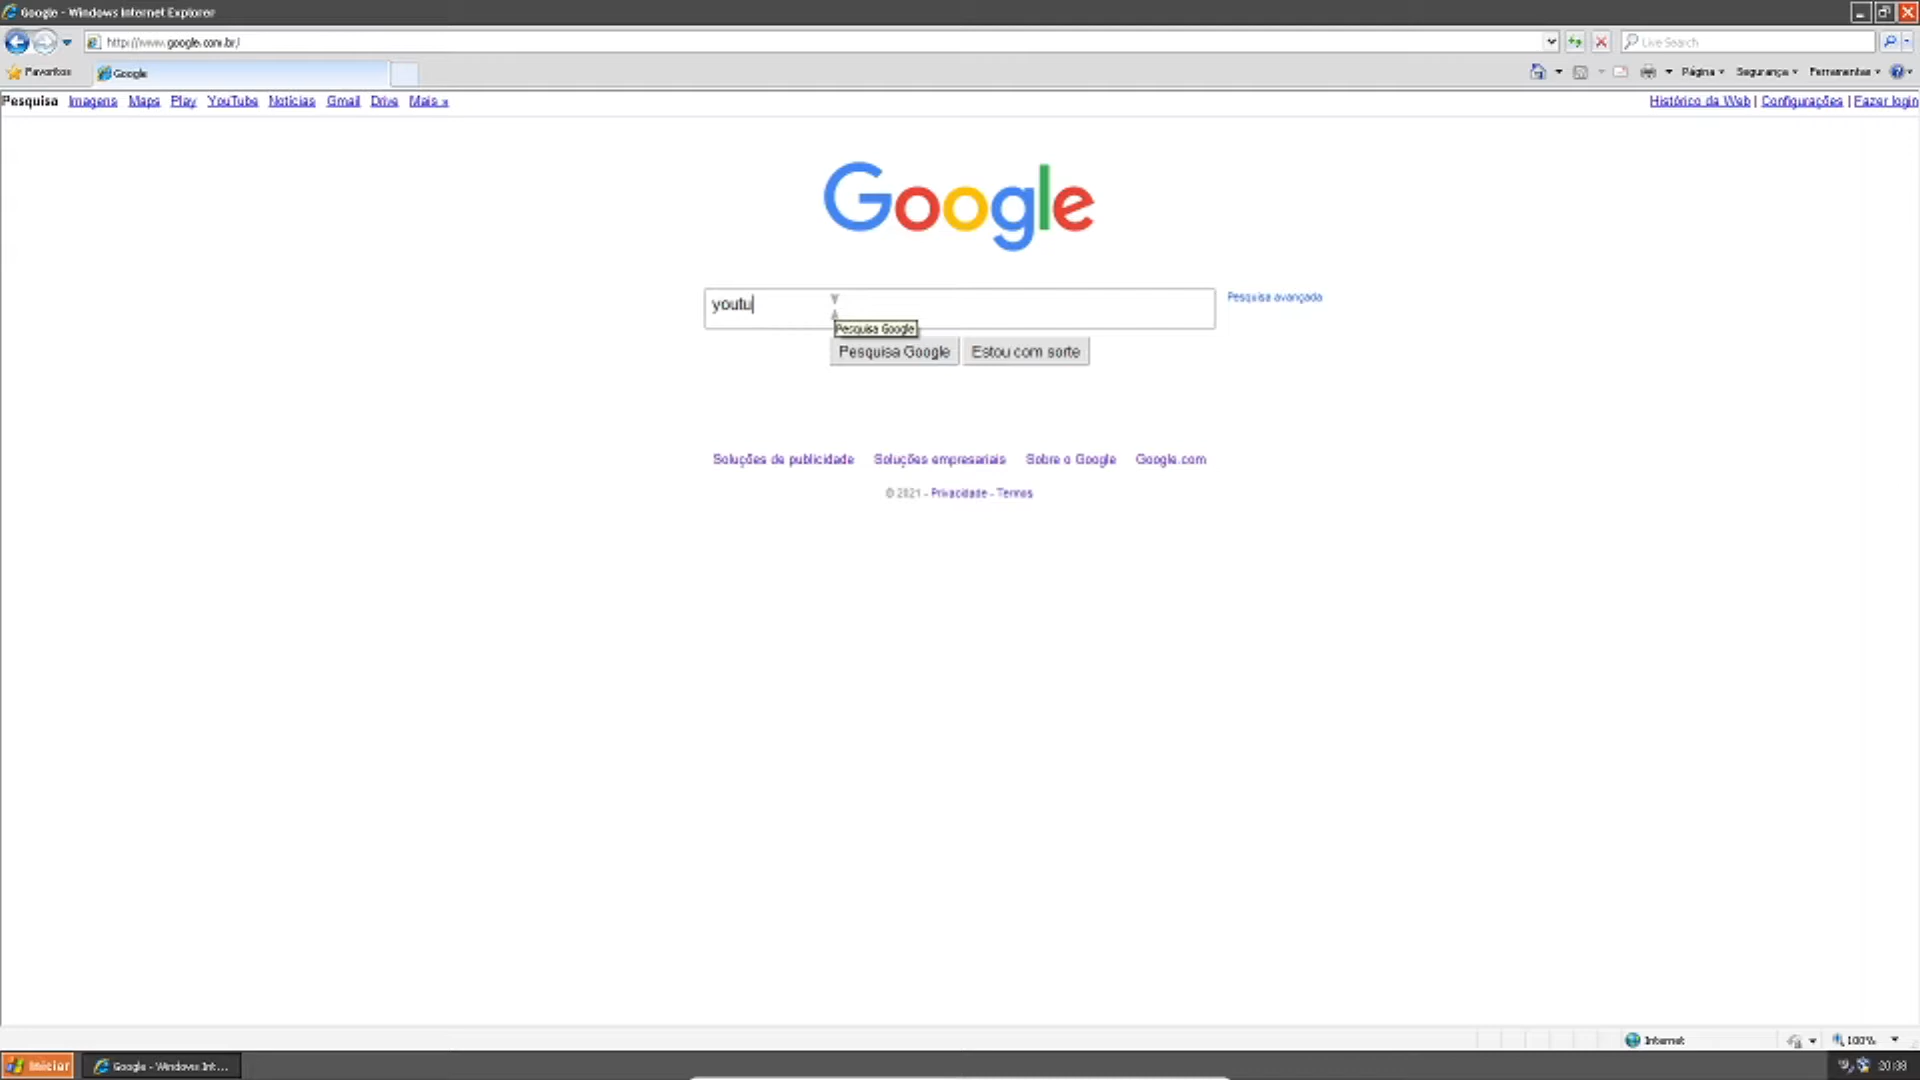 Google - Windows Internet Explorer
http://www.google.com.br/
Live Search
Favoritos
Google
Página
Segurança
Ferramentas
Pesquisa Imagens Maps Play YouTube Notícias Gmail Drive Mais »
Histórico da Web | Configurações | Fazer login
Google
youtu
Pesquisa avançada
Pesquisa Google
Pesquisa Google
Estou com sorte
Soluções de publicidade Soluções empresariais Sobre o Google Google.com
© 2021 - Privacidade - Termos
Internet
100%
Iniciar
Google - Windows Int...
20:38